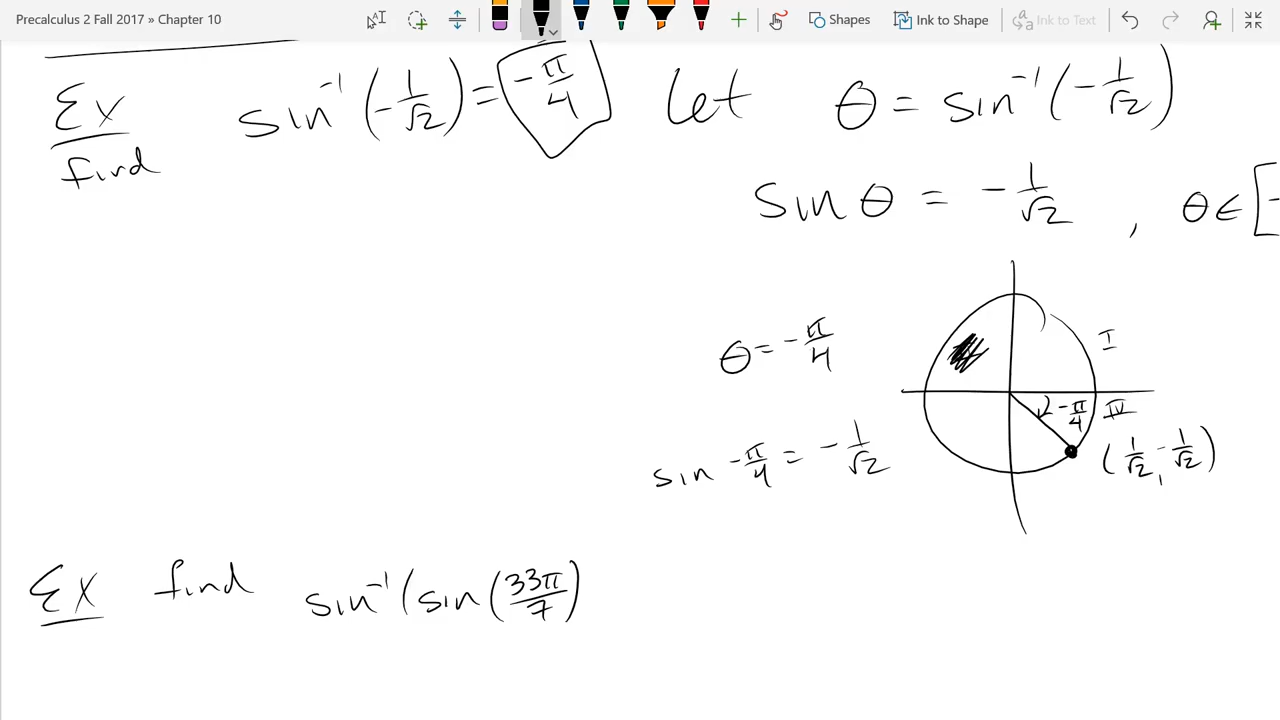 Precalculus 2 Fall 2017 » Chapter 10
Shapes Ink to Shape Ink to Text
Ex find sin⁻¹(-1/√2) = -π/4 Let θ = sin⁻¹(-1/√2)
sin θ = -1/√2 , θ ∈ [-
I
θ = -π/4
-π/4 IV
sin -π/4 = -1/√2 (1/√2, -1/√2)
Ex find sin⁻¹(sin(33π/7)